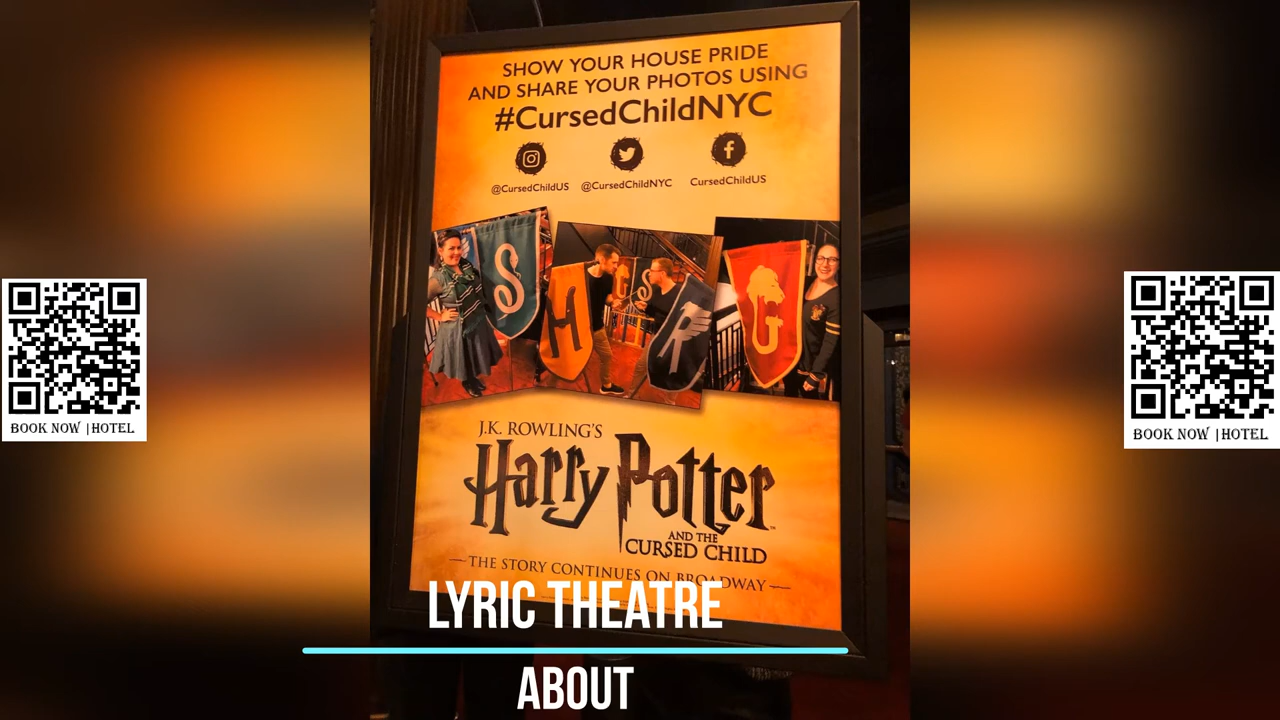 SHOW YOUR HOUSE PRIDE
AND SHARE YOUR PHOTOS USING
#CursedChildNYC
@CursedChildUS @CursedChildNYC CursedChildUS
S
H
G S
R
G
J.K. ROWLING'S
Harry Potter
AND THE
CURSED CHILD
—THE STORY CONTINUES ON BROADWAY—
LYRIC THEATRE
ABOUT
BOOK NOW |HOTEL
BOOK NOW |HOTEL